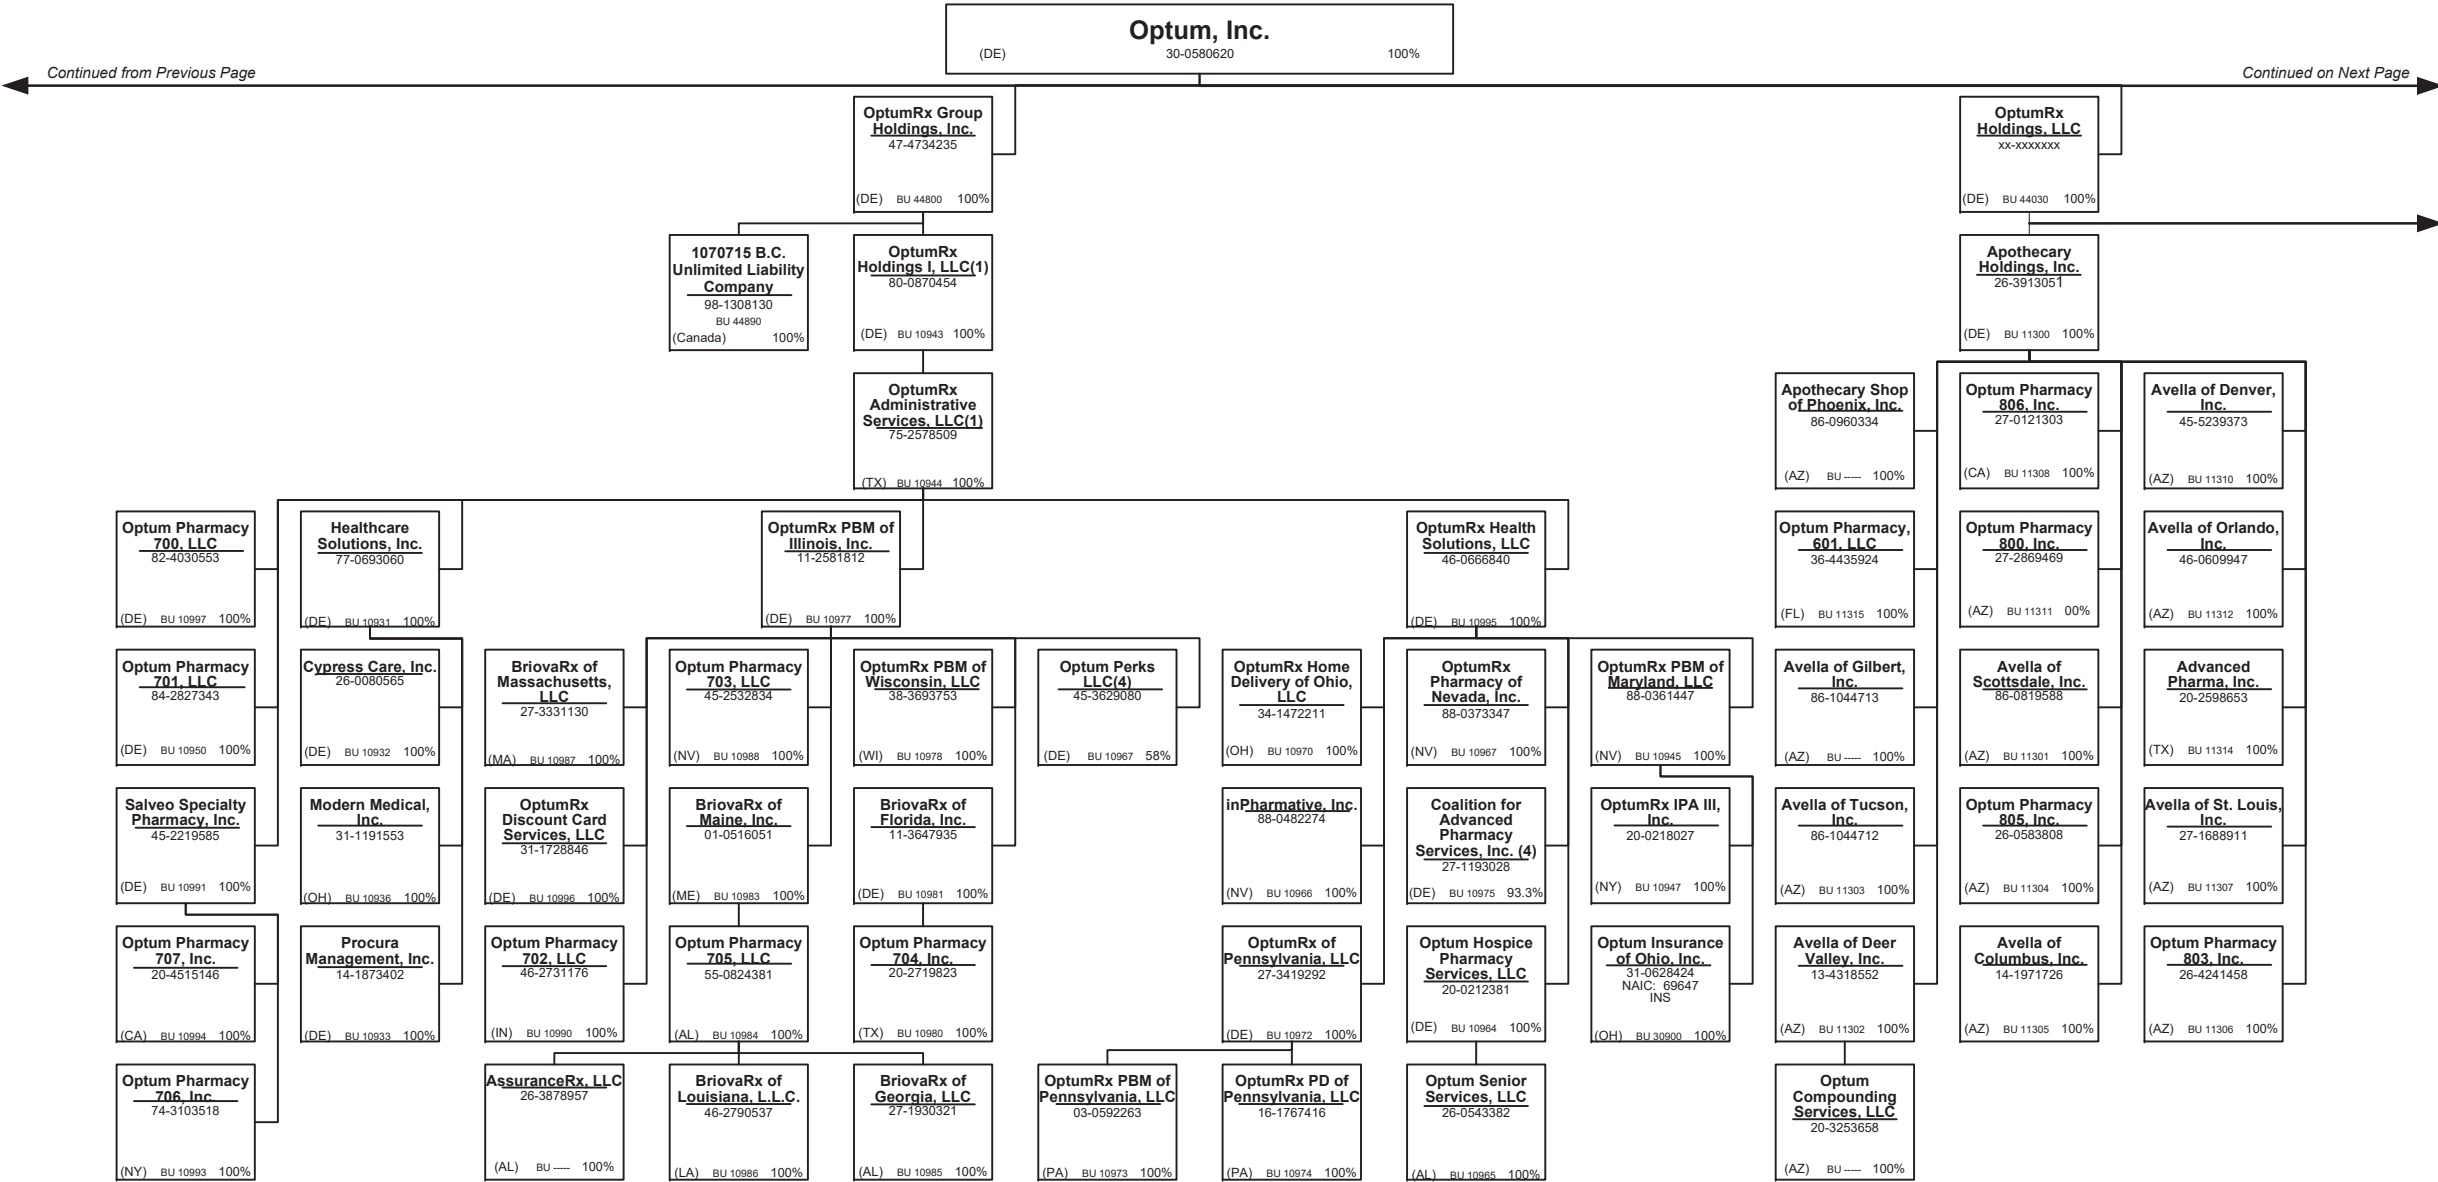 Optum, Inc.
(DE) 30-0580620 100%
Continued from Previous Page
Continued on Next Page
OptumRx Group
Holdings, Inc.
47-4734235
(DE) BU 44800 100%
OptumRx
Holdings, LLC
xx-xxxxxxx
(DE) BU 44030 100%
1070715 B.C.
Unlimited Liability
Company
98-1308130
BU 44890
(Canada) 100%
OptumRx
Holdings I, LLC(1)
80-0870454
(DE) BU 10943 100%
Apothecary
Holdings, Inc.
26-3913051
(DE) BU 11300 100%
OptumRx
Administrative
Services, LLC(1)
75-2578509
(TX) BU 10944 100%
Apothecary Shop
of Phoenix, Inc.
86-0960334
(AZ) BU ----- 100%
Optum Pharmacy
806, Inc.
27-0121303
(CA) BU 11308 100%
Avella of Denver,
Inc.
45-5239373
(AZ) BU 11310 100%
Optum Pharmacy
700, LLC
82-4030553
(DE) BU 10997 100%
Healthcare
Solutions, Inc.
77-0693060
(DE) BU 10931 100%
OptumRx PBM of
Illinois, Inc.
11-2581812
(DE) BU 10977 100%
OptumRx Health
Solutions, LLC
46-0666840
(DE) BU 10995 100%
Optum Pharmacy,
601, LLC
36-4435924
(FL) BU 11315 100%
Optum Pharmacy
800, Inc.
27-2869469
(AZ) BU 11311 00%
Avella of Orlando,
Inc.
46-0609947
(AZ) BU 11312 100%
Optum Pharmacy
701, LLC
84-2827343
(DE) BU 10950 100%
Cypress Care, Inc.
26-0080565
(DE) BU 10932 100%
BriovaRx of
Massachusetts,
LLC
27-3331130
(MA) BU 10987 100%
Optum Pharmacy
703, LLC
45-2532834
(NV) BU 10988 100%
OptumRx PBM of
Wisconsin, LLC
38-3693753
(WI) BU 10978 100%
Optum Perks
LLC(4)
45-3629080
(DE) BU 10967 58%
OptumRx Home
Delivery of Ohio,
LLC
34-1472211
(OH) BU 10970 100%
OptumRx
Pharmacy of
Nevada, Inc.
88-0373347
(NV) BU 10967 100%
OptumRx PBM of
Maryland, LLC
88-0361447
(NV) BU 10945 100%
Avella of Gilbert,
Inc.
86-1044713
(AZ) BU ----- 100%
Avella of
Scottsdale, Inc.
86-0819588
(AZ) BU 11301 100%
Advanced
Pharma, Inc.
20-2598653
(TX) BU 11314 100%
Salveo Specialty
Pharmacy, Inc.
45-2219585
(DE) BU 10991 100%
Modern Medical,
Inc.
31-1191553
(OH) BU 10936 100%
OptumRx
Discount Card
Services, LLC
31-1728846
(DE) BU 10996 100%
BriovaRx of
Maine, Inc.
01-0516051
(ME) BU 10983 100%
BriovaRx of
Florida, Inc.
11-3647935
(DE) BU 10981 100%
inPharmative, Inc.
88-0482274
(NV) BU 10966 100%
Coalition for
Advanced
Pharmacy
Services, Inc. (4)
27-1193028
(DE) BU 10975 93.3%
OptumRx IPA III,
Inc.
20-0218027
(NY) BU 10947 100%
Avella of Tucson,
Inc.
86-1044712
(AZ) BU 11303 100%
Optum Pharmacy
805, Inc.
26-0583808
(AZ) BU 11304 100%
Avella of St. Louis,
Inc.
27-1688911
(AZ) BU 11307 100%
Optum Pharmacy
707, Inc.
20-4515146
(CA) BU 10994 100%
Procura
Management, Inc.
14-1873402
(DE) BU 10933 100%
Optum Pharmacy
702, LLC
46-2731176
(IN) BU 10990 100%
Optum Pharmacy
705, LLC
55-0824381
(AL) BU 10984 100%
Optum Pharmacy
704, Inc.
20-2719823
(TX) BU 10980 100%
OptumRx of
Pennsylvania, LLC
27-3419292
(DE) BU 10972 100%
Optum Hospice
Pharmacy
Services, LLC
20-0212381
(DE) BU 10964 100%
Optum Insurance
of Ohio, Inc.
31-0628424
NAIC: 69647
INS
(OH) BU 30900 100%
Avella of Deer
Valley, Inc.
13-4318552
(AZ) BU 11302 100%
Avella of
Columbus, Inc.
14-1971726
(AZ) BU 11305 100%
Optum Pharmacy
803, Inc.
26-4241458
(AZ) BU 11306 100%
Optum Pharmacy
706, Inc.
74-3103518
(NY) BU 10993 100%
AssuranceRx, LLC
26-3878957
(AL) BU ----- 100%
BriovaRx of
Louisiana, L.L.C.
46-2790537
(LA) BU 10986 100%
BriovaRx of
Georgia, LLC
27-1930321
(AL) BU 10985 100%
OptumRx PBM of
Pennsylvania, LLC
03-0592263
(PA) BU 10973 100%
OptumRx PD of
Pennsylvania, LLC
16-1767416
(PA) BU 10974 100%
Optum Senior
Services, LLC
26-0543382
(AL) BU 10965 100%
Optum
Compounding
Services, LLC
20-3253658
(AZ) BU ----- 100%